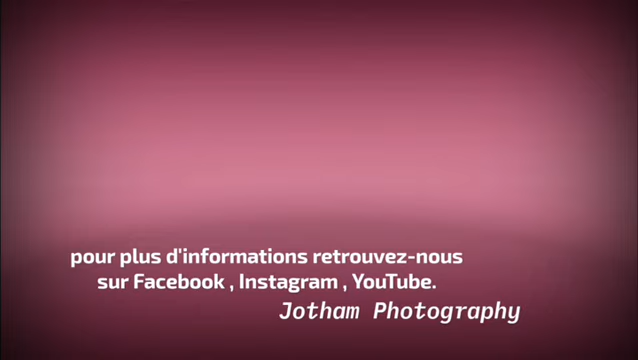 pour plus d'informations retrouvez-nous
sur Facebook , Instagram , YouTube.
Jotham Photography